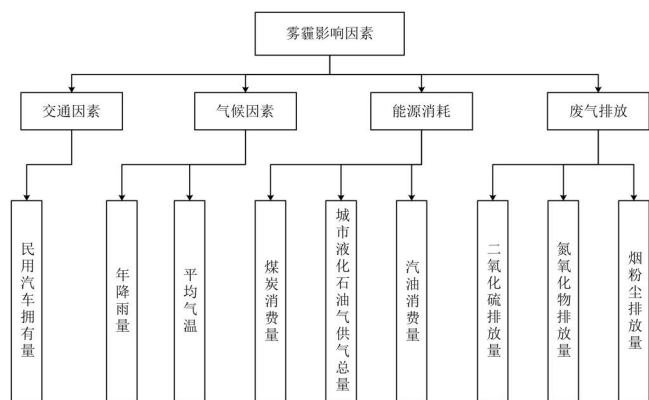 雾霾影响因素
交通因素
气候因素
能源消耗
废气排放
民用汽车拥有量
年降雨量
平均气温
煤炭消费量
城市液化石油气供气总量
汽油消费量
二氧化硫排放量
氮氧化物排放量
烟粉尘排放量